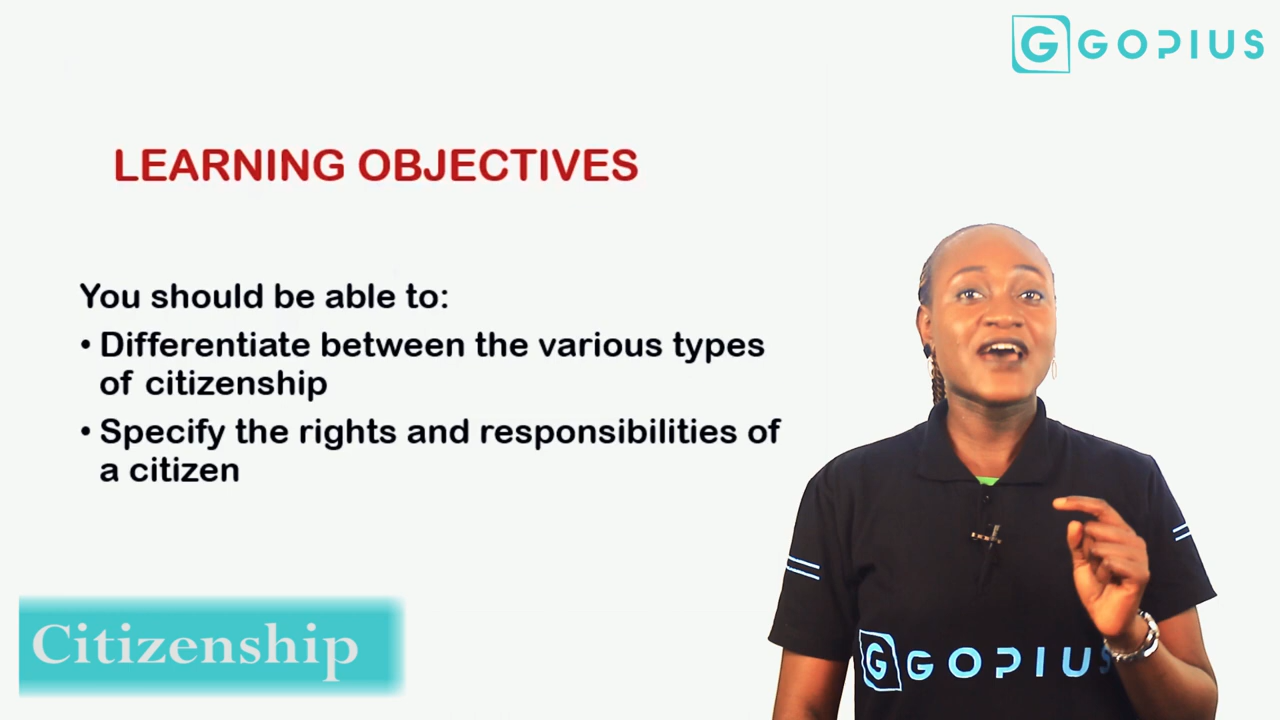 GOPIUS
LEARNING OBJECTIVES
You should be able to:
• Differentiate between the various types
of citizenship
• Specify the rights and responsibilities of
a citizen
GOPIUS
Citizenship